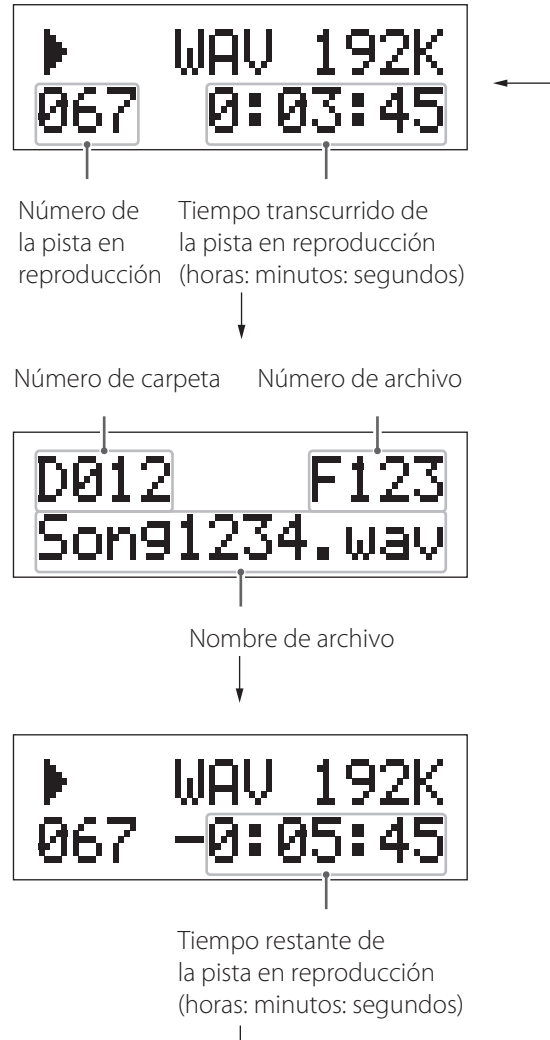 WAV 192K
067 0:03:45
Número de la pista en reproducción
Tiempo transcurrido de la pista en reproducción (horas: minutos: segundos)
Número de carpeta Número de archivo
D012 F123
Song1234.wav
Nombre de archivo
WAV 192K
067 -0:05:45
Tiempo restante de
la pista en reproducción
(horas: minutos: segundos)